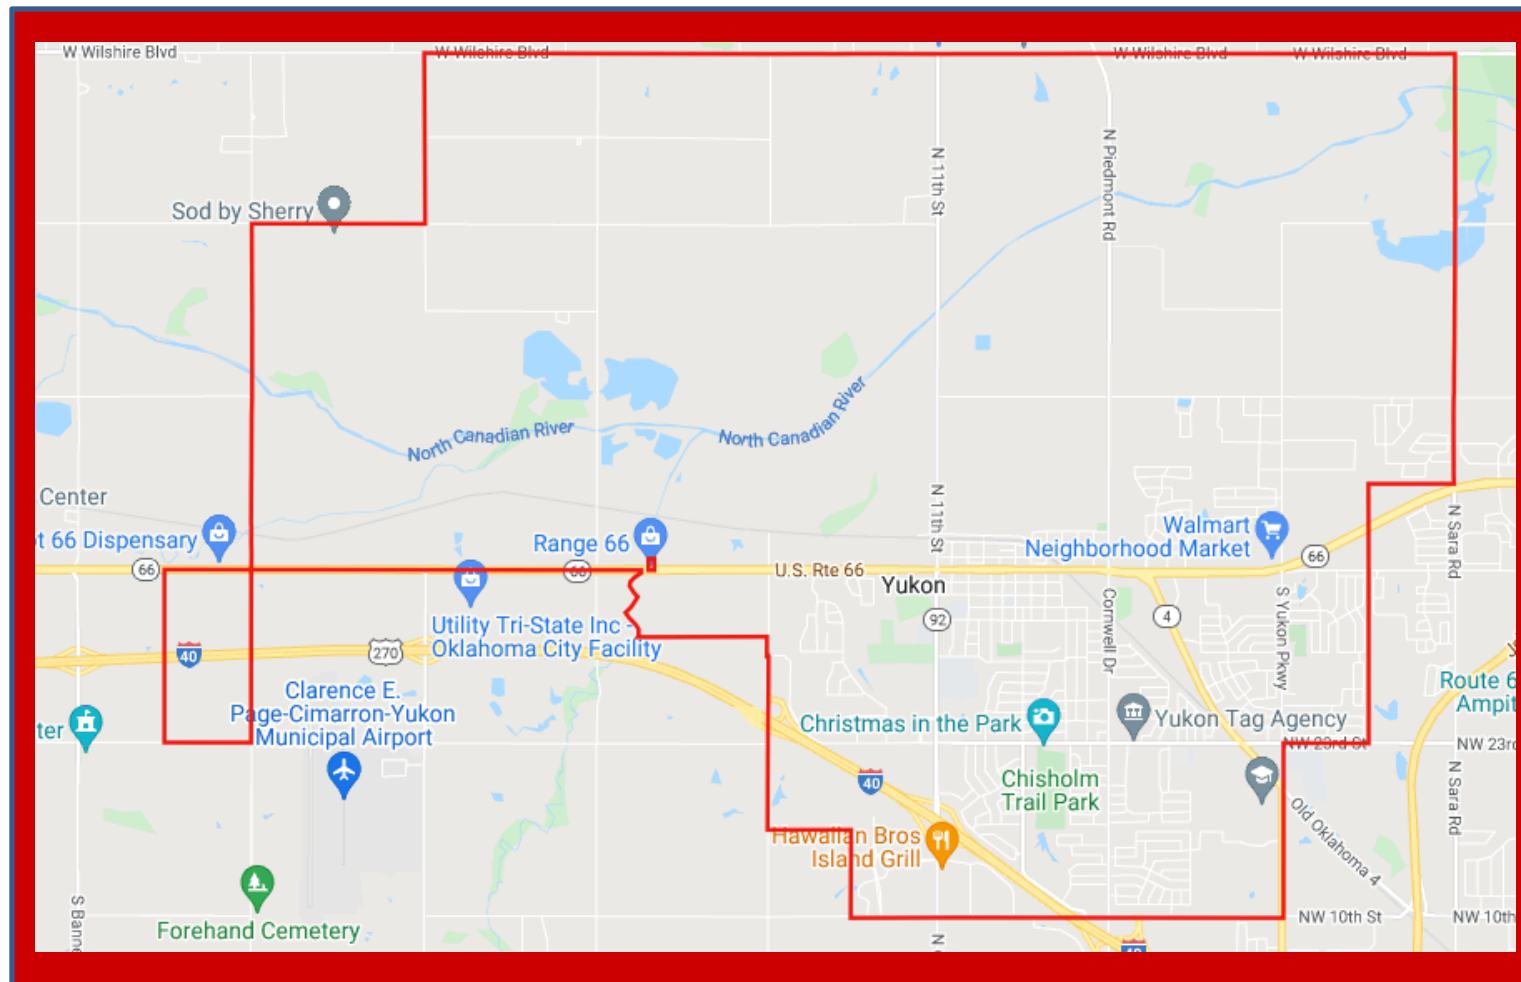 W Wilshire Blvd
W Wilshire Blvd
W Wilshire Blvd
W Wilshire Blvd
N 11th St
N Piedmont Rd
Sod by Sherry
North Canadian River
North Canadian River
Center
N 11th St
N Sara Rd
66 Dispensary
Range 66
Walmart
Neighborhood Market
66
66
66
U.S. Rte 66
Yukon
Utility Tri-State Inc -
Oklahoma City Facility
92
4
Cornwell Dr
S Yukon Pkwy
40
270
Clarence E.
Page-Cimarron-Yukon
Municipal Airport
Route 6
Ampit
ter
Christmas in the Park
Yukon Tag Agency
NW 23rd St
NW 23rd
40
Chisholm
Trail Park
N Sara Rd
Old Oklahoma 4
Hawaiian Bros
Island Grill
S Banne
Forehand Cemetery
NW 10th St
NW 10th
N
40